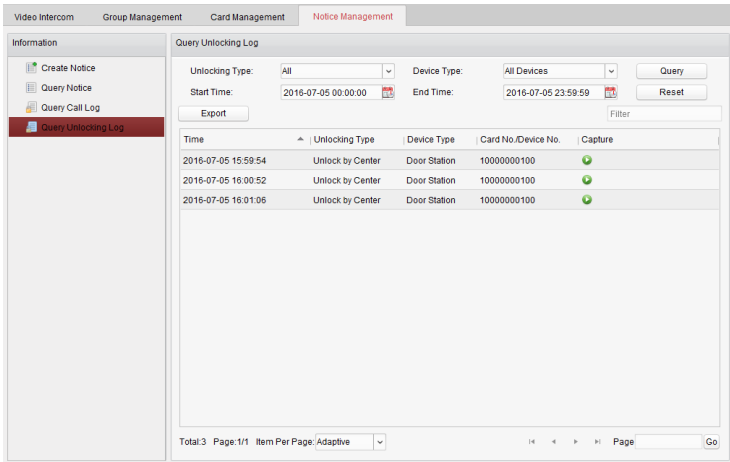 Video Intercom Group Management Card Management Notice Management
Information
Create Notice
Query Notice
Query Call Log
Query Unlocking Log
Query Unlocking Log
Unlocking Type: All Device Type: All Devices Query
Start Time: 2016-07-05 00:00:00 End Time: 2016-07-05 23:59:59 Reset
Export Filter
Time Unlocking Type Device Type Card No./Device No. Capture
2016-07-05 15:59:54 Unlock by Center Door Station 10000000100
2016-07-05 16:00:52 Unlock by Center Door Station 10000000100
2016-07-05 16:01:06 Unlock by Center Door Station 10000000100
Total:3 Page:1/1 Item Per Page: Adaptive Page Go